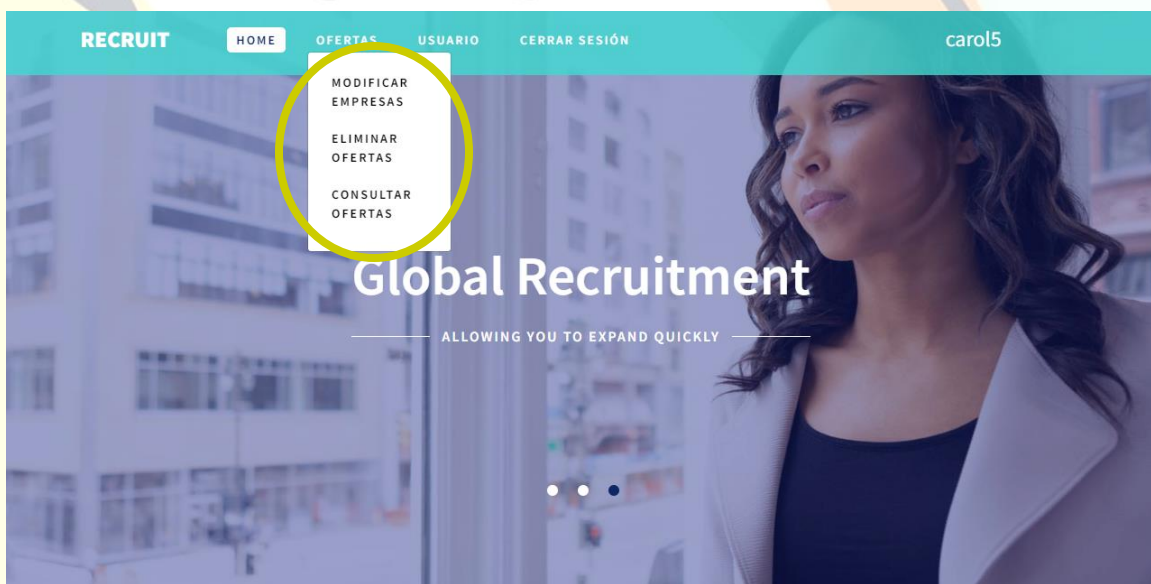 RECRUIT HOME OFERTAS USUARIO CERRAR SESIÓN carol5
MODIFICAR
EMPRESAS
ELIMINAR
OFERTAS
CONSULTAR
OFERTAS
Global Recruitment
ALLOWING YOU TO EXPAND QUICKLY